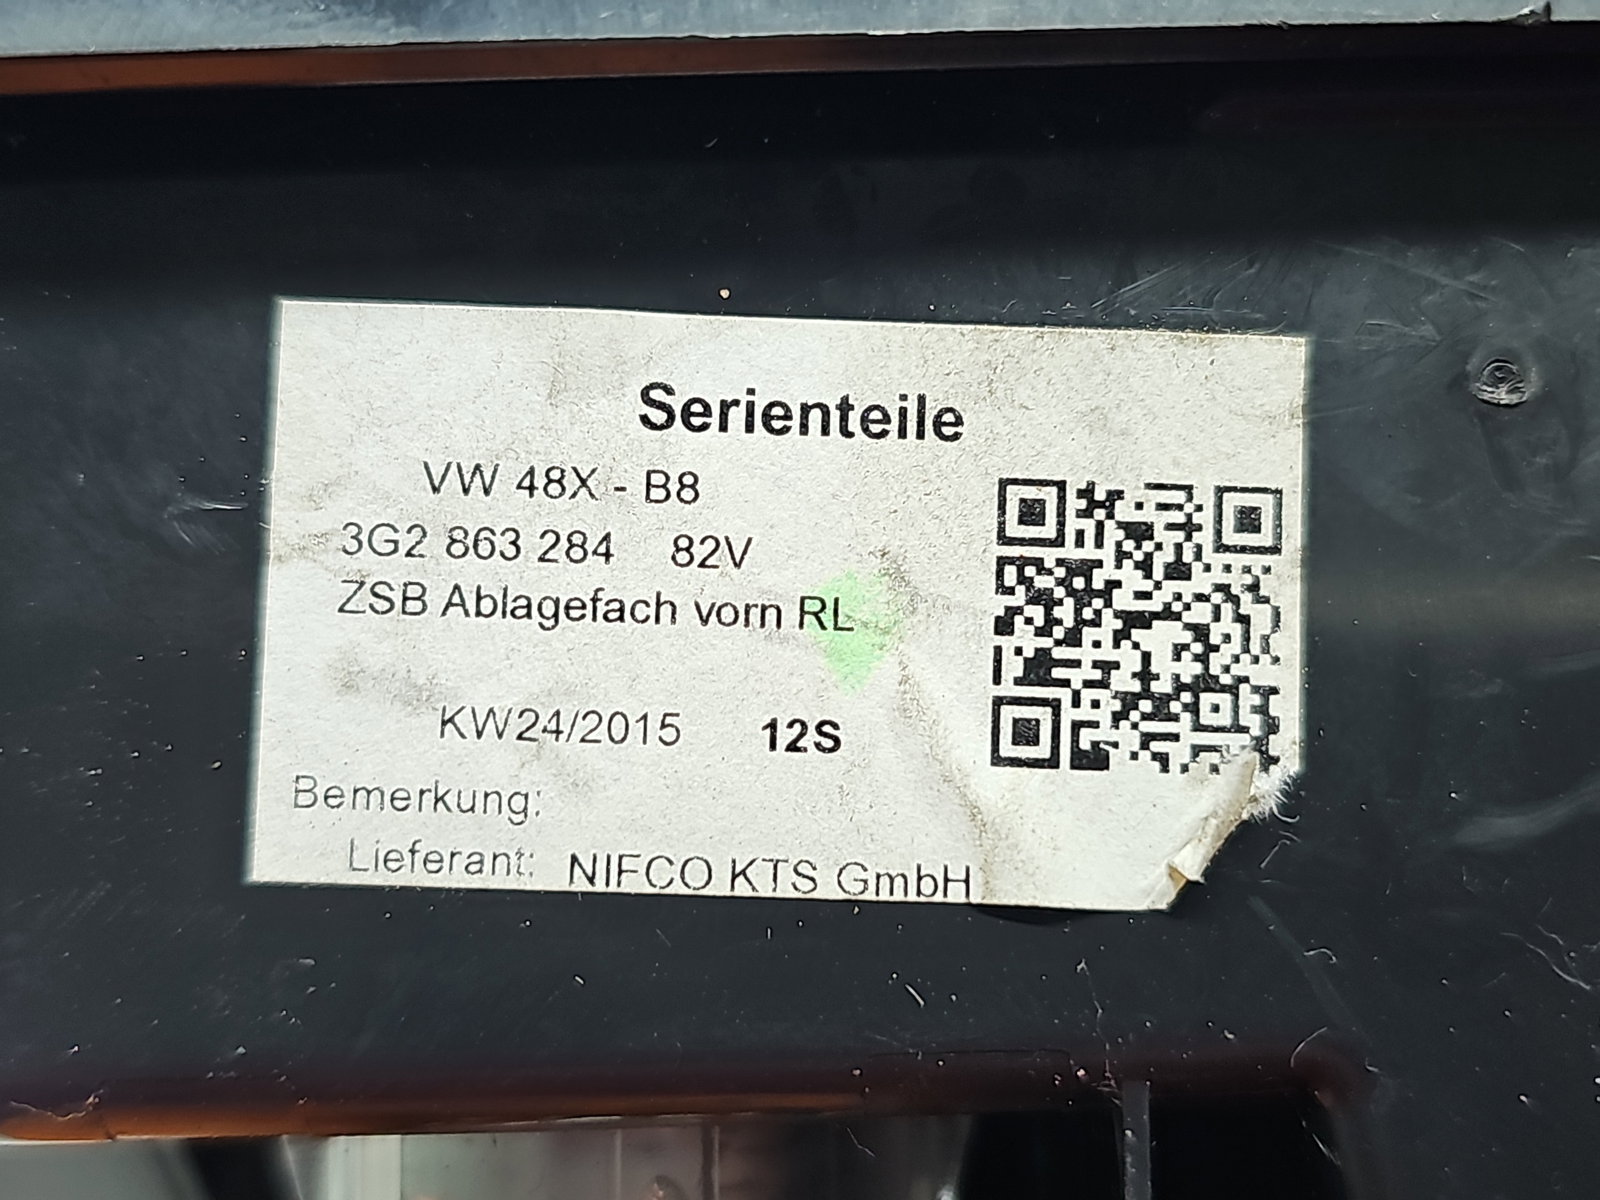 Serienteile
VW 48X - B8
3G2 863 284 82V
ZSB Ablagefach vorn RL
KW24/2015 12S
Bemerkung:
Lieferant: NIFCO KTS GmbH